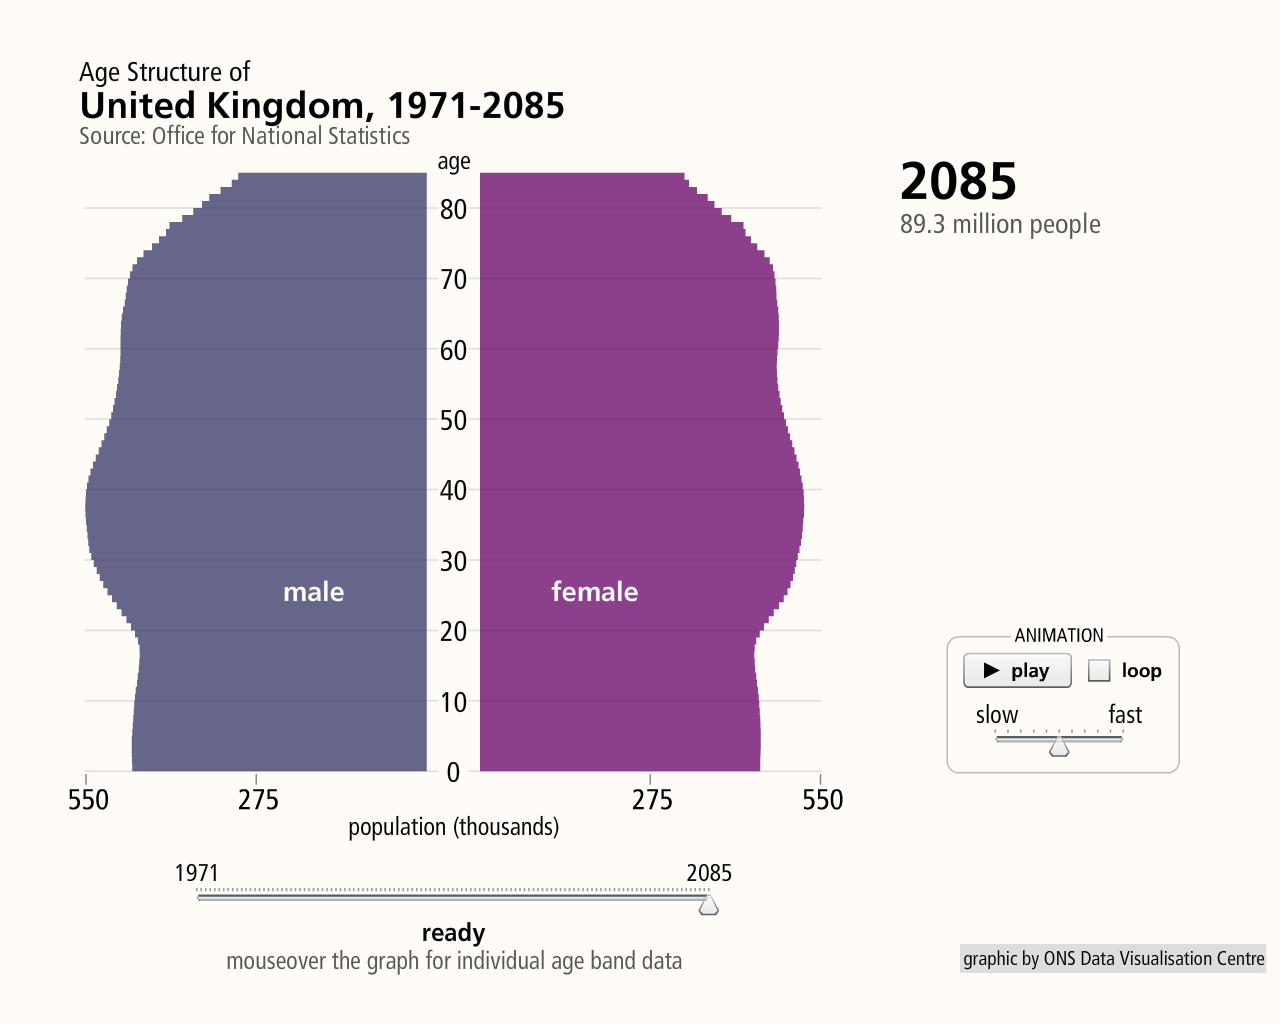 Age Structure of
United Kingdom, 1971-2085
Source: Office for National Statistics
age
2085
89.3 million people
80
70
60
50
40
30
20
10
0
male
female
550
275
275
550
population (thousands)
ANIMATION
play
loop
slow
fast
1971
2085
ready
mouseover the graph for individual age band data
graphic by ONS Data Visualisation Centre